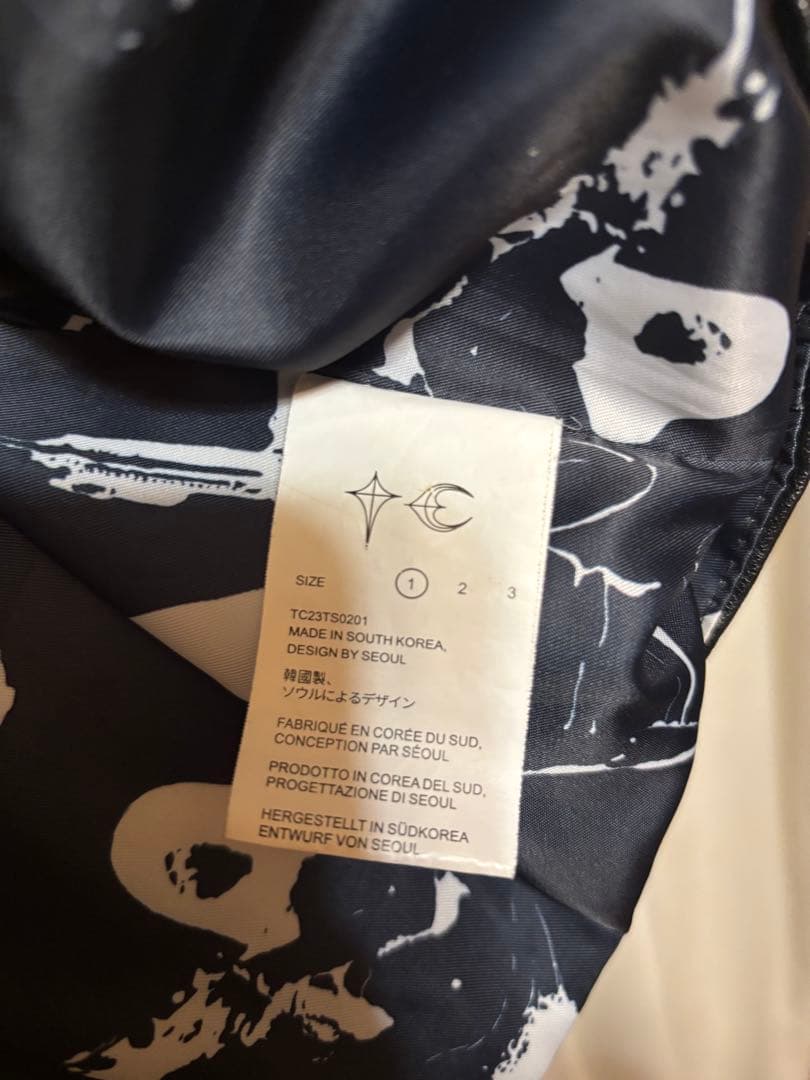 SIZE 1 2 3
TC23TS0201
MADE IN SOUTH KOREA,
DESIGN BY SEOUL
韓國製、
ソウルによるデザイン
FABRIQUÉ EN CORÉE DU SUD,
CONCEPTION PAR SÉOUL
PRODOTTO IN COREA DEL SUD,
PROGETTAZIONE DI SEOUL
HERGESTELLT IN SÜDKOREA
ENTWURF VON SEOUL